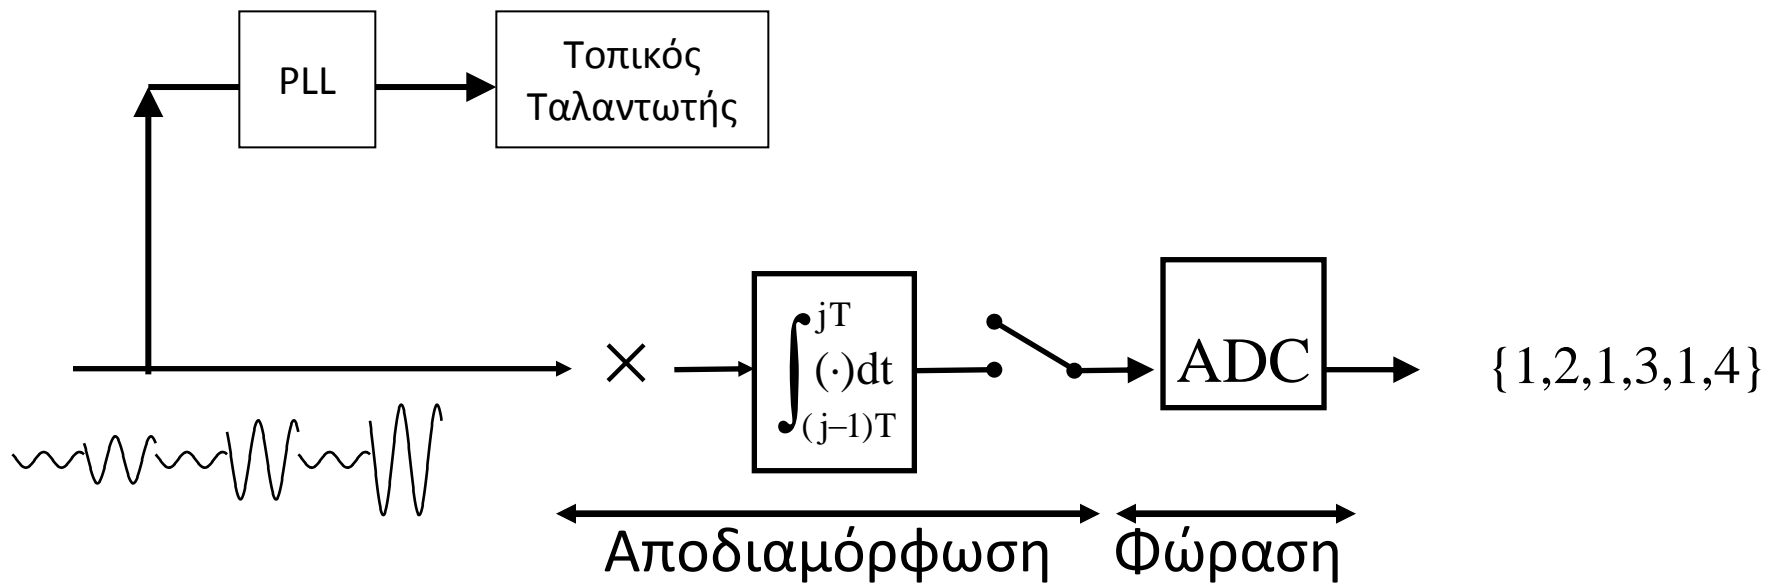 PLL
Τοπικός
Ταλαντωτής
×
∫
jT
(·)dt
(j–1)T
ADC
{1,2,1,3,1,4}
Αποδιαμόρφωση
Φώραση